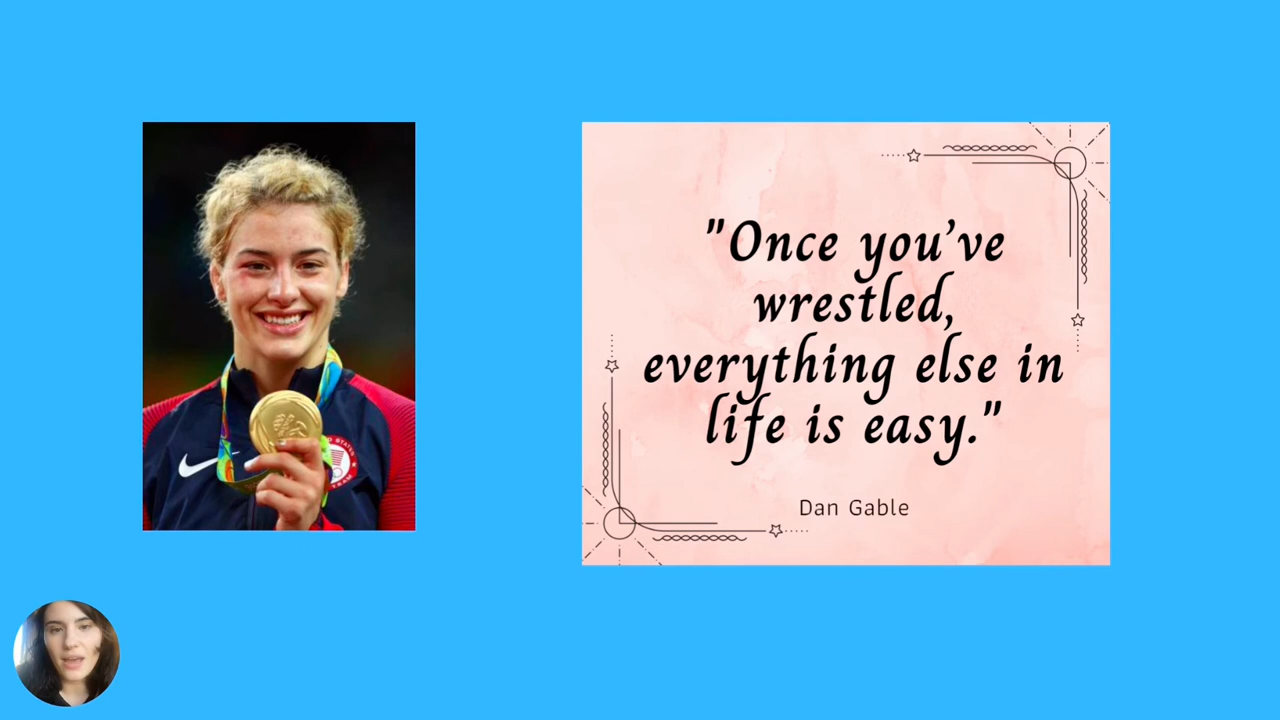 "Once you've
wrestled,
everything else in
life is easy."
Dan Gable